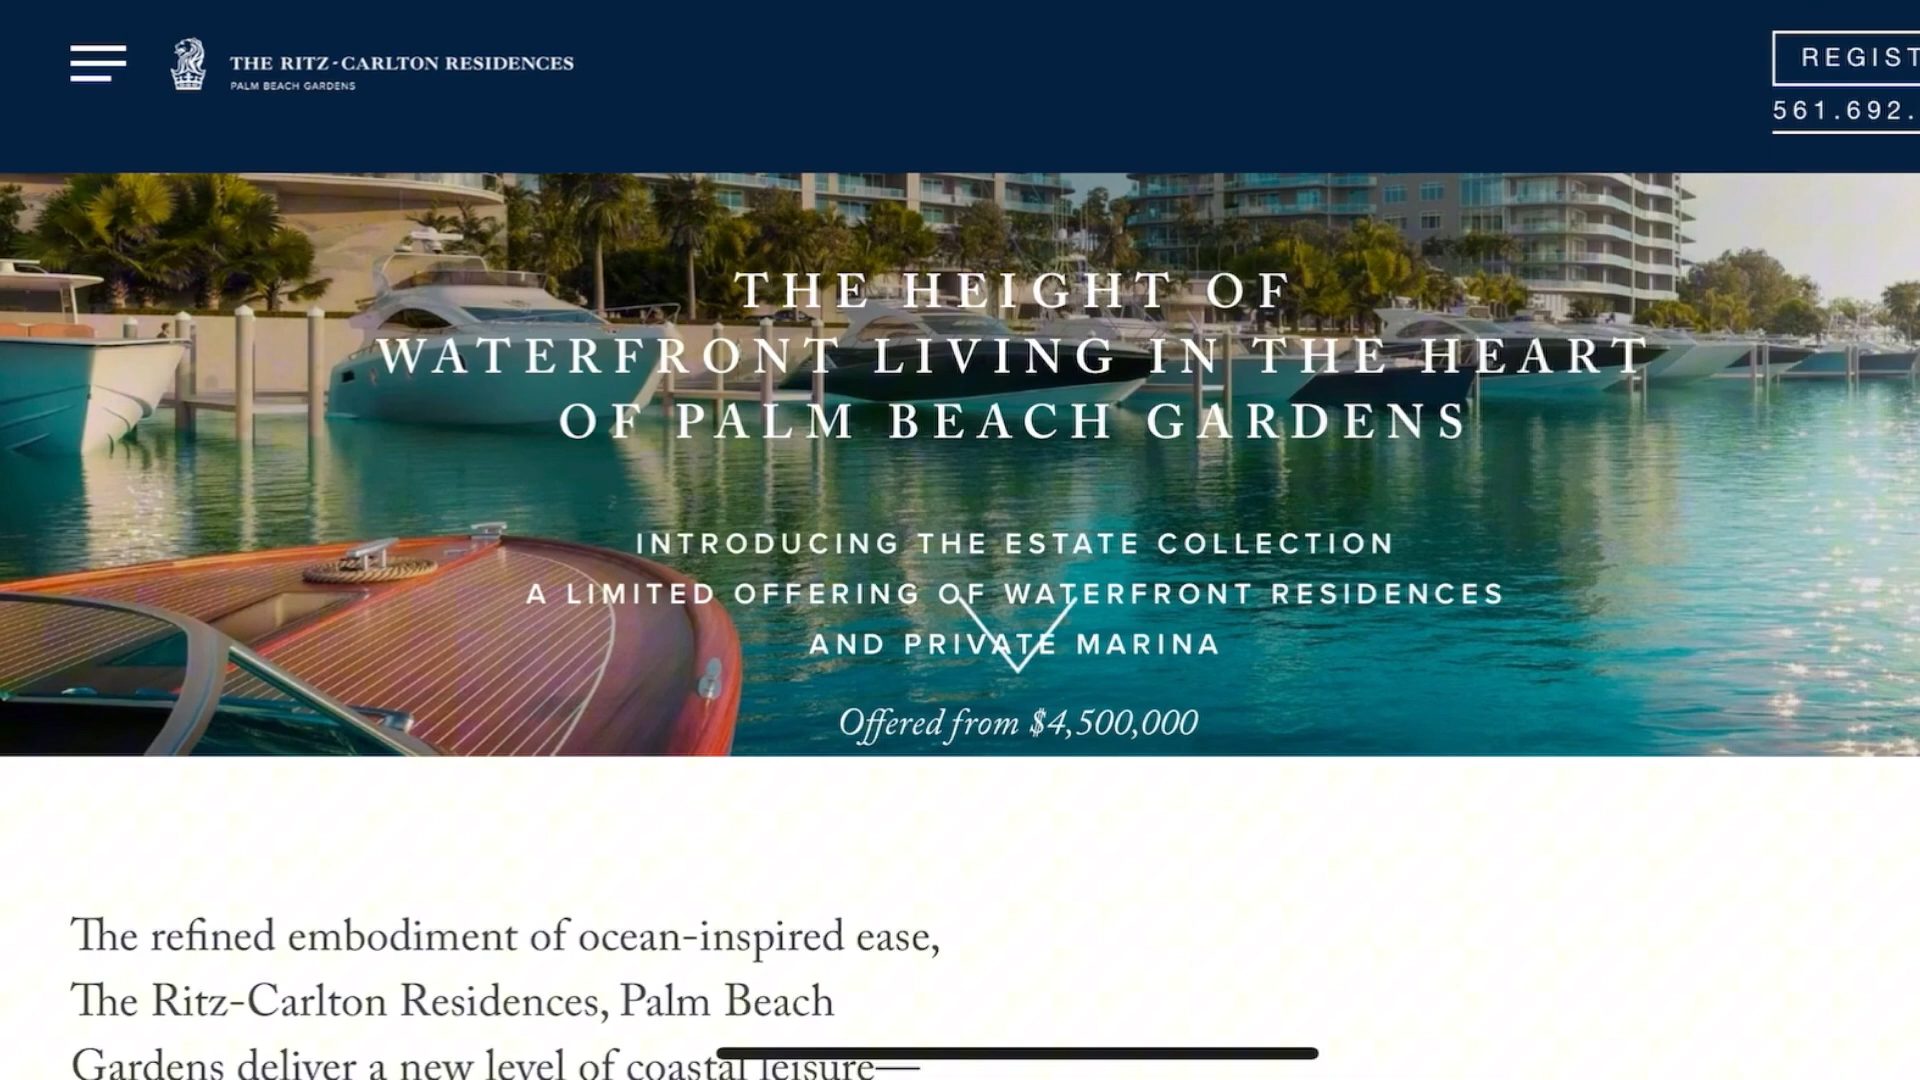 THE RITZ-CARLTON RESIDENCES
PALM BEACH GARDENS
REGIST
561.692.
THE HEIGHT OF
WATERFRONT LIVING IN THE HEART
OF PALM BEACH GARDENS
INTRODUCING THE ESTATE COLLECTION
A LIMITED OFFERING OF WATERFRONT RESIDENCES
AND PRIVATE MARINA
Offered from $4,500,000
The refined embodiment of ocean-inspired ease,
The Ritz-Carlton Residences, Palm Beach
Gardens deliver a new level of coastal leisure—